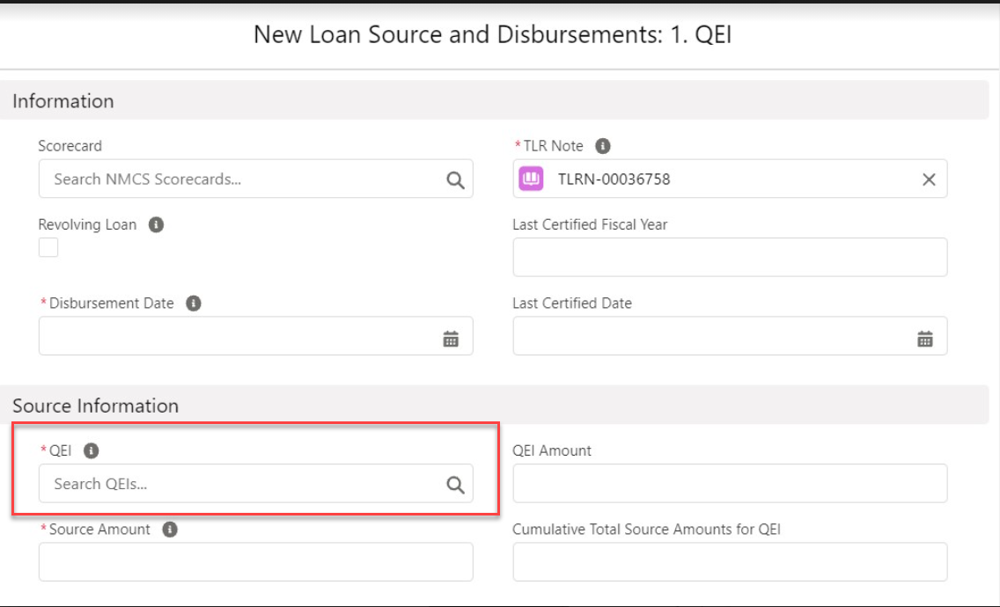 New Loan Source and Disbursements: 1. QEI
Information
Scorecard
Search NMCS Scorecards...
* TLR Note
TLRN-00036758
Revolving Loan
Last Certified Fiscal Year
* Disbursement Date
Last Certified Date
Source Information
* QEI
Search QEIs...
QEI Amount
* Source Amount
Cumulative Total Source Amounts for QEI